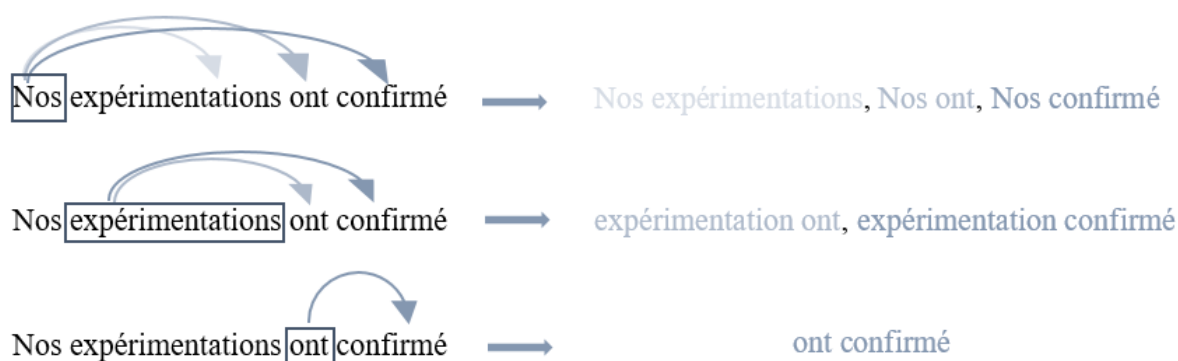 Nos expérimentations ont confirmé Nos expérimentations, Nos ont, Nos confirmé
Nos expérimentations ont confirmé expérimentation ont, expérimentation confirmé
Nos expérimentations ont confirmé ont confirmé